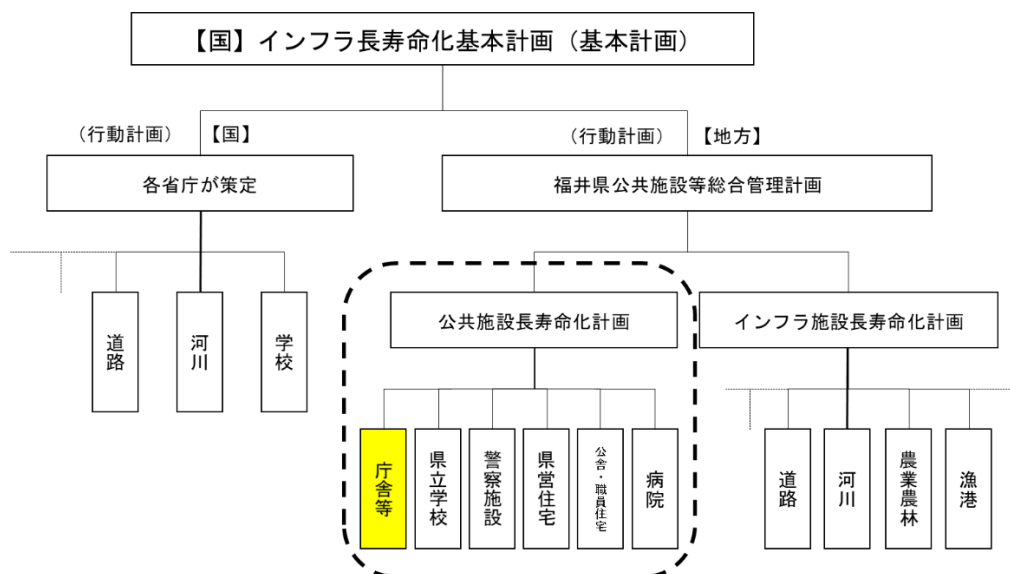 【国】インフラ長寿命化基本計画（基本計画）
（行動計画）【国】
（行動計画）【地方】
各省庁が策定
福井県公共施設等総合管理計画
公共施設長寿命化計画
インフラ施設長寿命化計画
道路
河川
学校
庁舎等
県立学校
警察施設
県営住宅
公舎・職員住宅
病院
道路
河川
農業農林
漁港